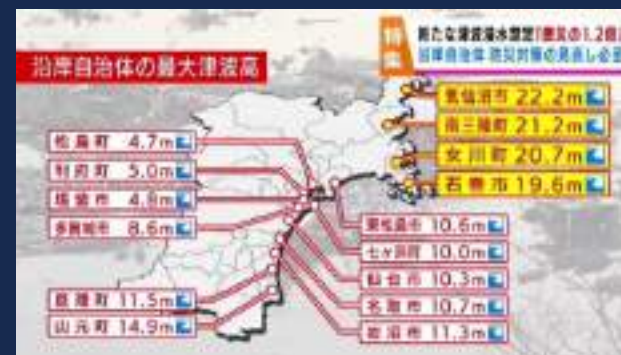 特集
新たな津波浸水想定「震災の1.2倍
沿岸自治体 防災対策の見直し必
沿岸自治体の最大津波高
気仙沼市 22.2m
南三陸町 21.2m
女川町 20.7m
石巻市 19.6m
松島町 4.7m
利府町 5.0m
塩釜市 4.8m
多賀城市 8.6m
東松島市 10.6m
七ヶ浜町 10.0m
仙台市 10.3m
名取市 10.7m
岩沼市 11.3m
亘理町 11.5m
山元町 14.9m